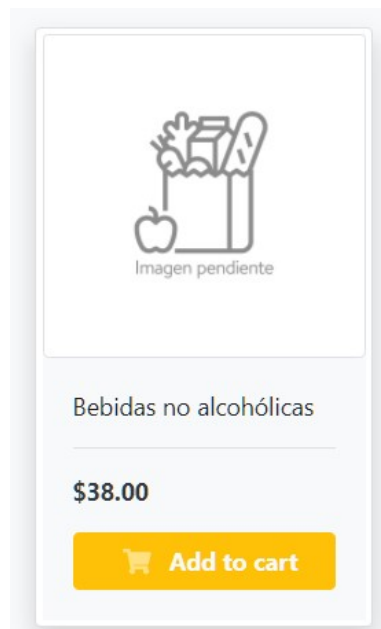 Imagen pendiente
Bebidas no alcohólicas
$38.00
Add to cart